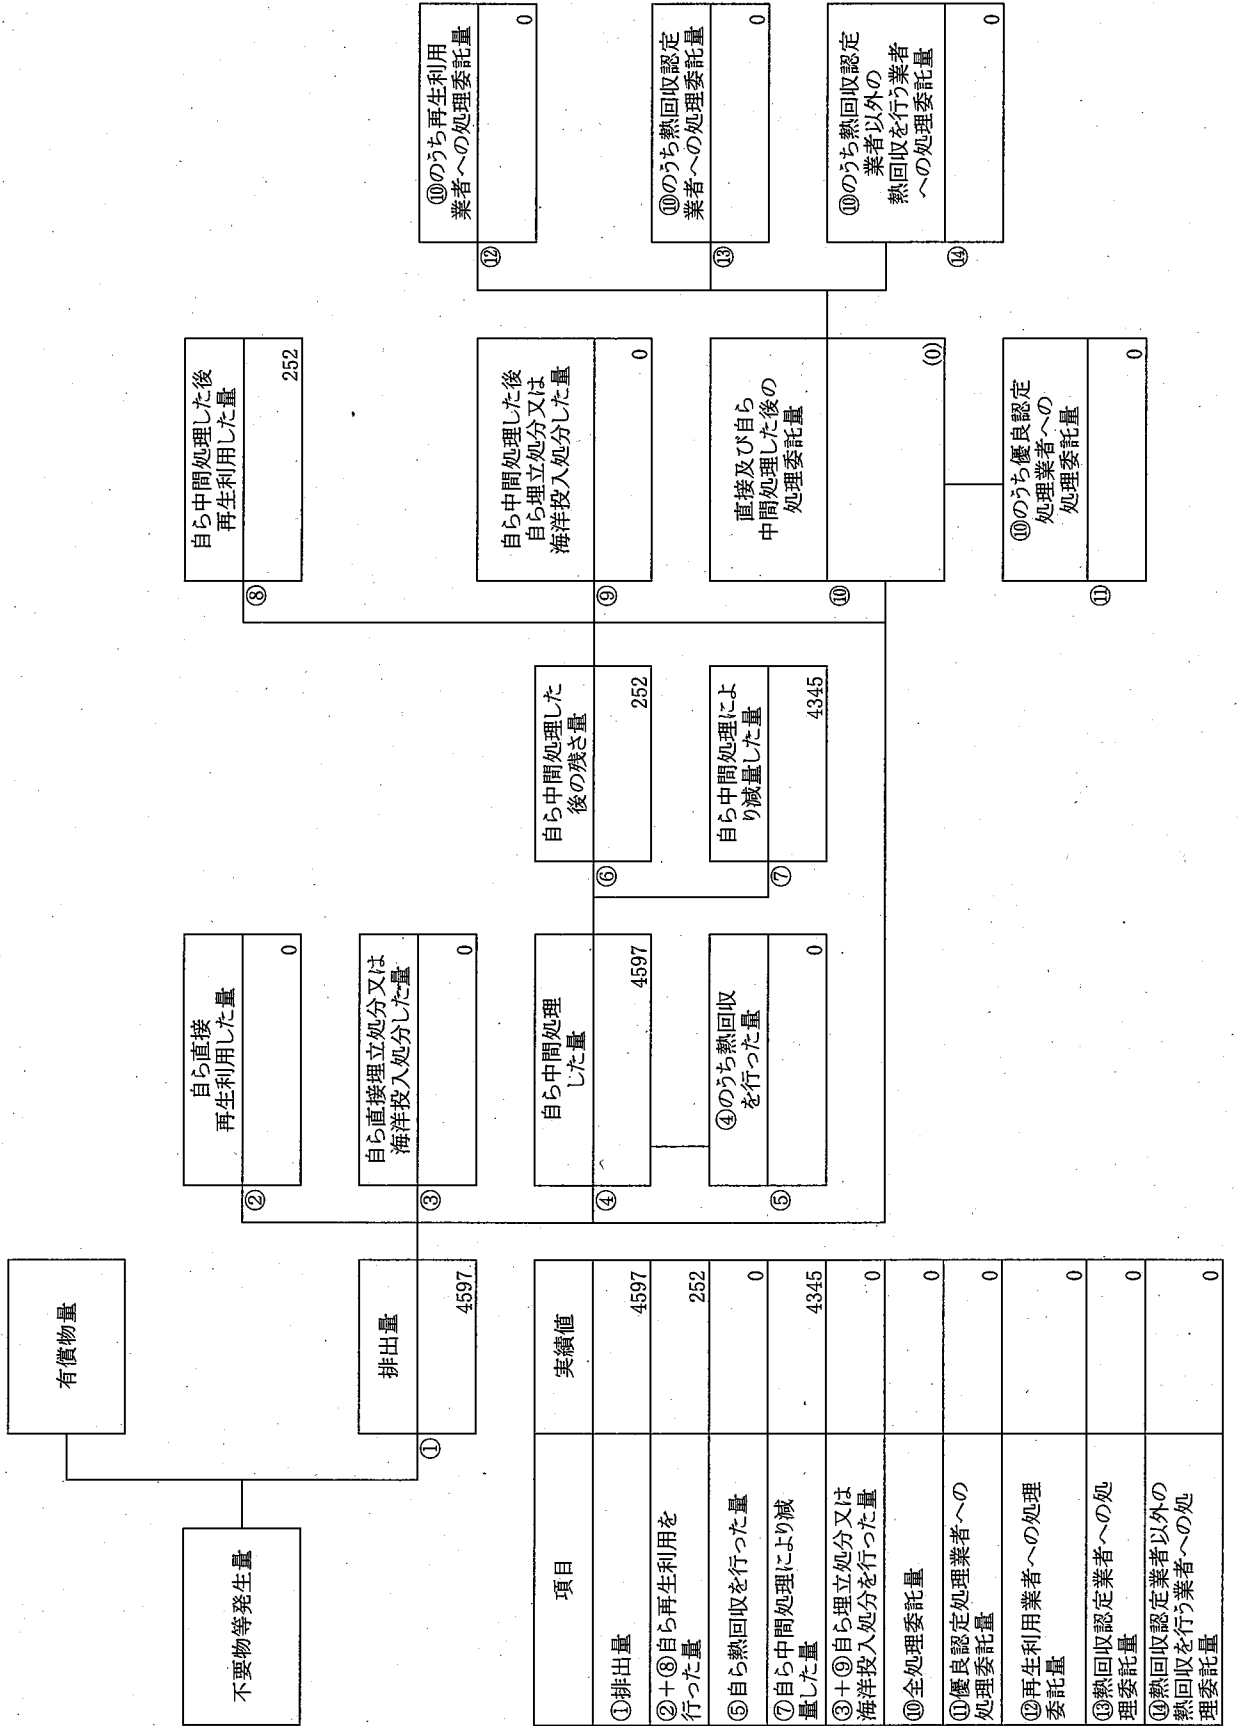 不要物等発生量
有償物量
①
排出量
4597
②
自ら直接
再生利用した量
0
③
自ら直接埋立処分又は
海洋投入処分した量
0
④
自ら中間処理
した量
4597
⑤
④のうち熱回収
を行った量
0
⑥
自ら中間処理した
後の残さ量
252
⑦
自ら中間処理によ
り減量した量
4345
⑧
自ら中間処理した後
再生利用した量
252
⑨
自ら中間処理した後
自ら埋立処分又は
海洋投入処分した量
0
⑩
直接及び自ら
中間処理した後の
処理委託量
(0)
⑪
⑩のうち優良認定
処理業者への
処理委託量
0
⑫
⑩のうち再生利用
業者への処理委託量
0
⑬
⑩のうち熱回収認定
業者への処理委託量
0
⑭
⑩のうち熱回収認定
業者以外の
熱回収を行う業者
への処理委託量
0
項目 実績値
①排出量 4597
②+⑧自ら再生利用を
行った量 252
⑤自ら熱回収を行った量 0
⑦自ら中間処理により減
量した量 4345
③+⑨自ら埋立処分又は
海洋投入処分を行った量 0
⑩全処理委託量 0
⑪優良認定処理業者への
処理委託量 0
⑫再生利用業者への処理
委託量 0
⑬熱回収認定業者への処
理委託量 0
⑭熱回収認定業者以外の
熱回収を行う業者への処
理委託量 0